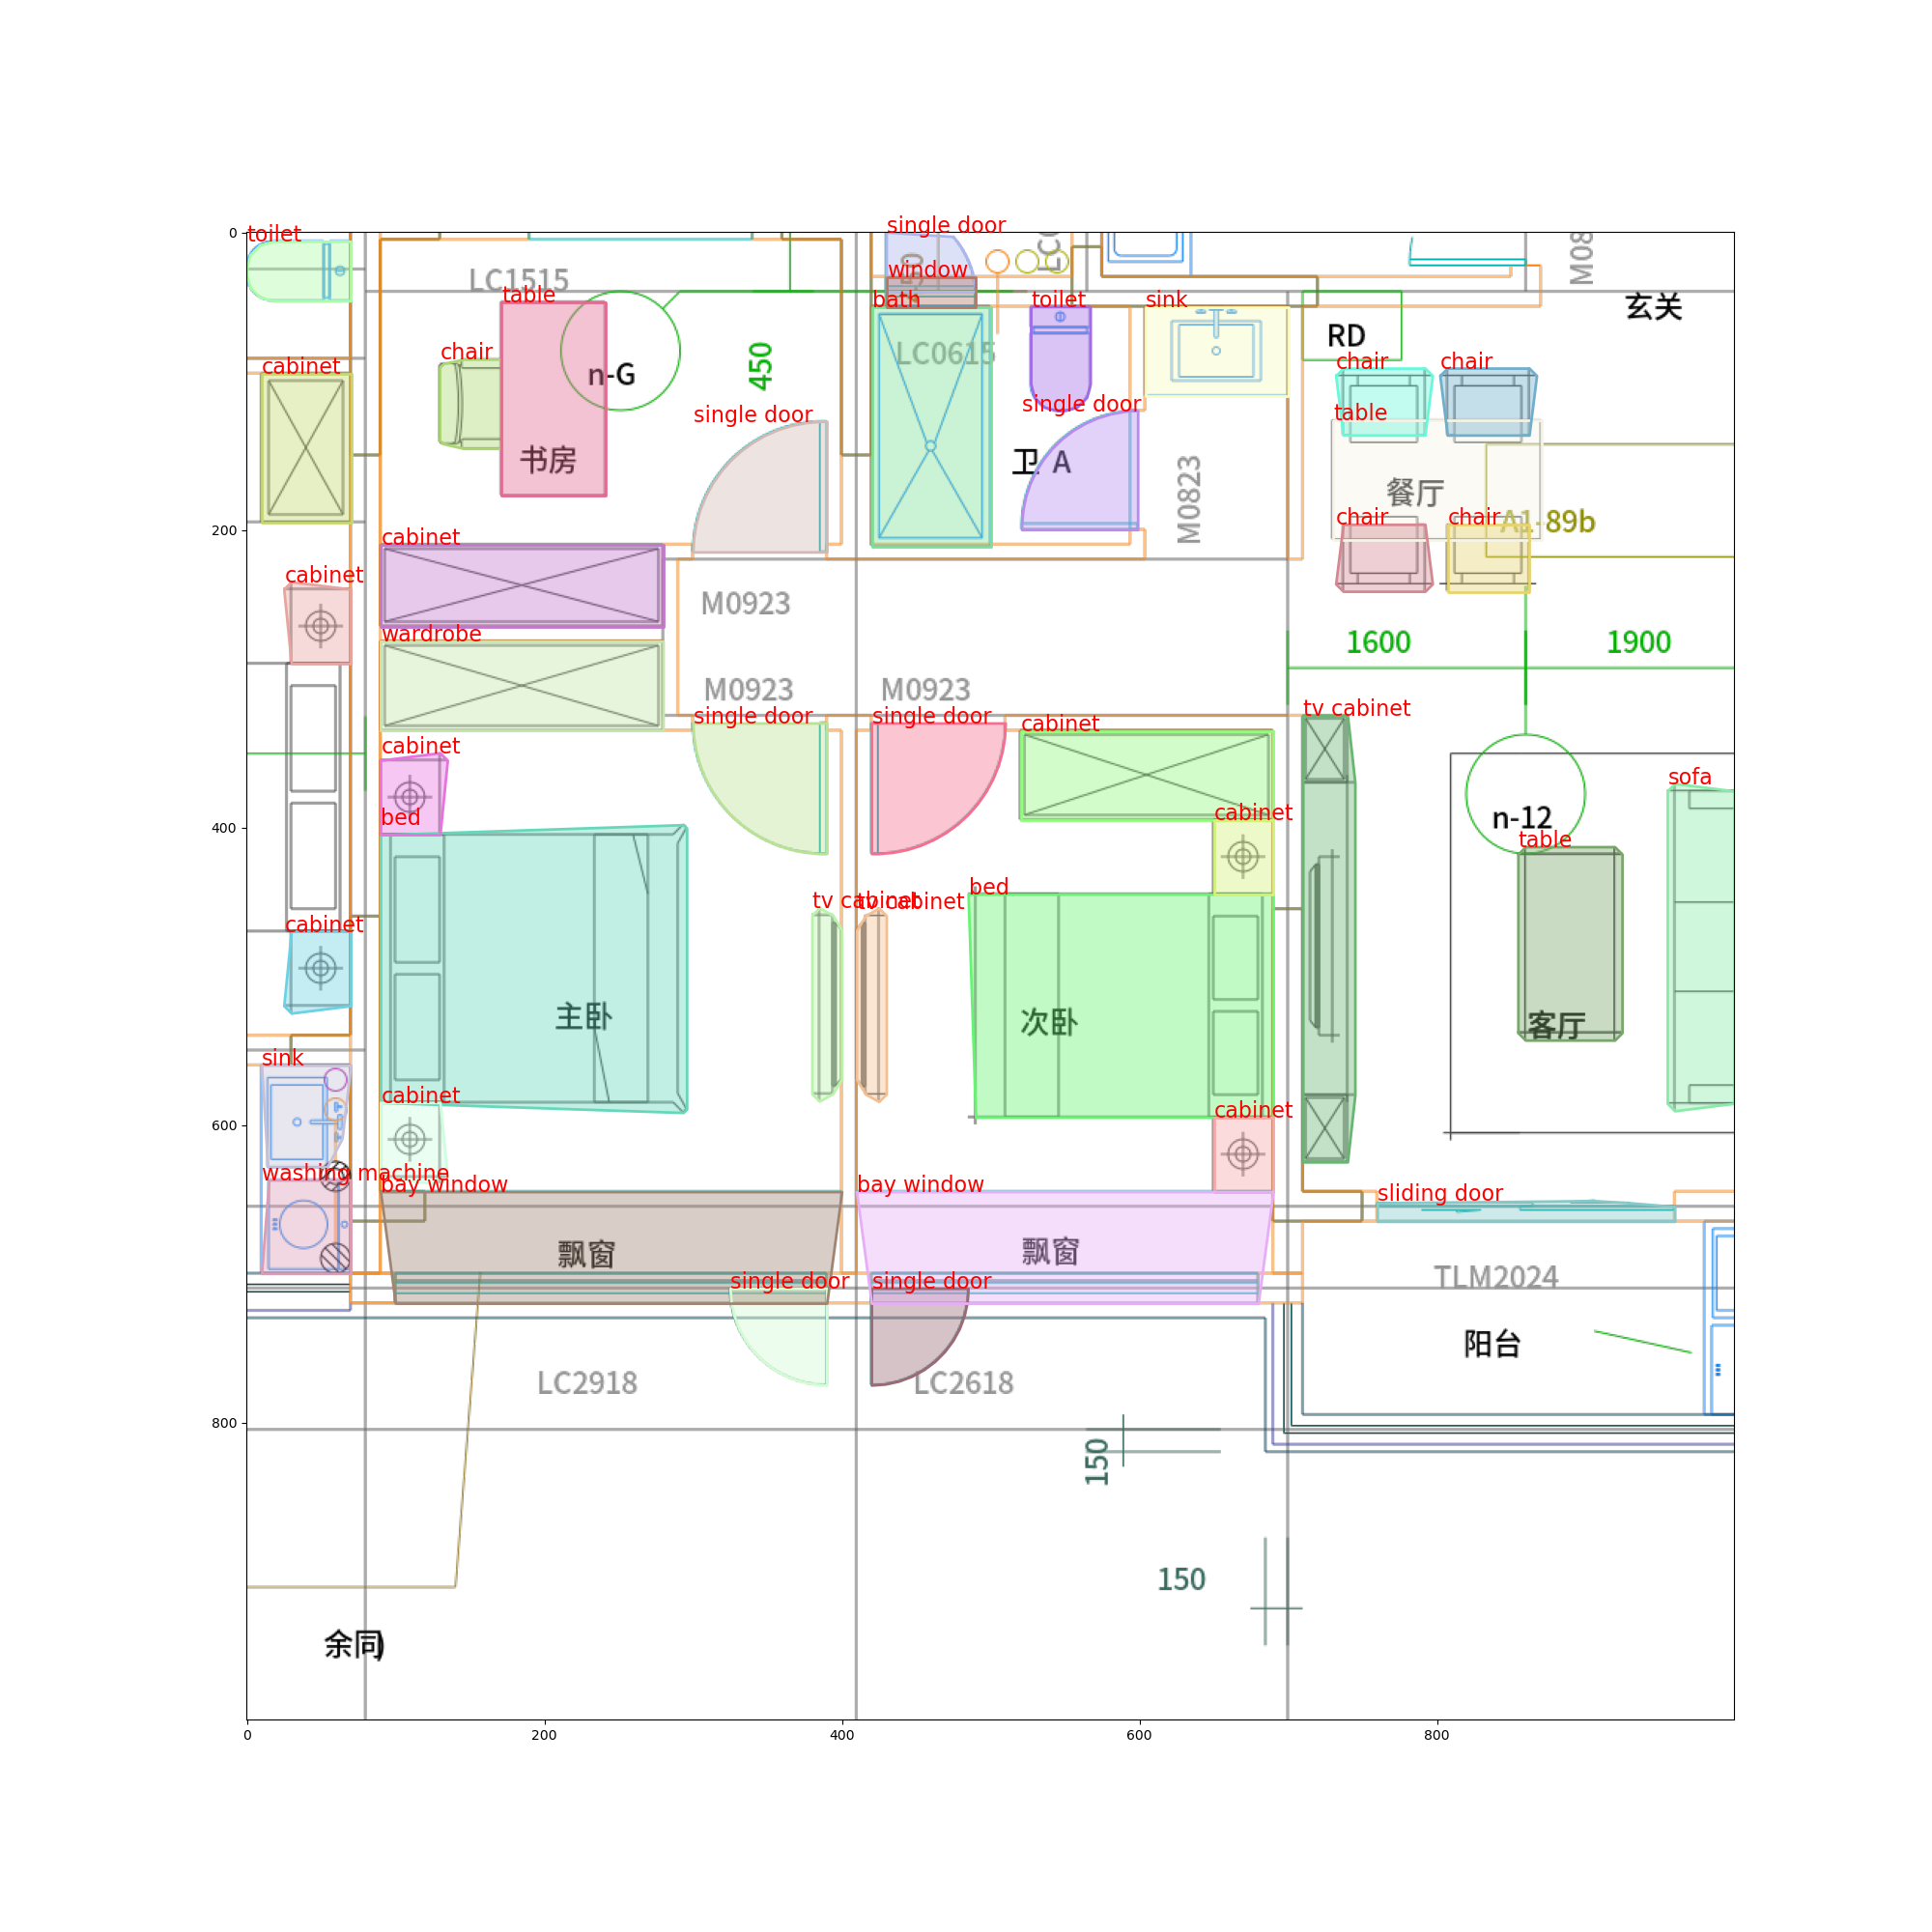 0
200
400
600
800
0
200
400
600
800
single door
toilet
LC1515
window
M08
玄关
table
bath
toilet
sink
RD
chair
n-G
450
LC0615
chair
chair
cabinet
single door
single door
table
书房
卫 A
M0823
餐厅
chair
chair
A1-89b
cabinet
cabinet
M0923
1600
1900
wardrobe
M0923
M0923
single door
single door
cabinet
tv cabinet
cabinet
sofa
bed
cabinet
n-12
table
cabinet
tv cabinet
tv cabinet
bed
主卧
次卧
客厅
sink
cabinet
cabinet
washing machine
bay window
bay window
sliding door
飘窗
飘窗
single door
single door
TLM2024
阳台
LC2918
LC2618
150
150
余同)